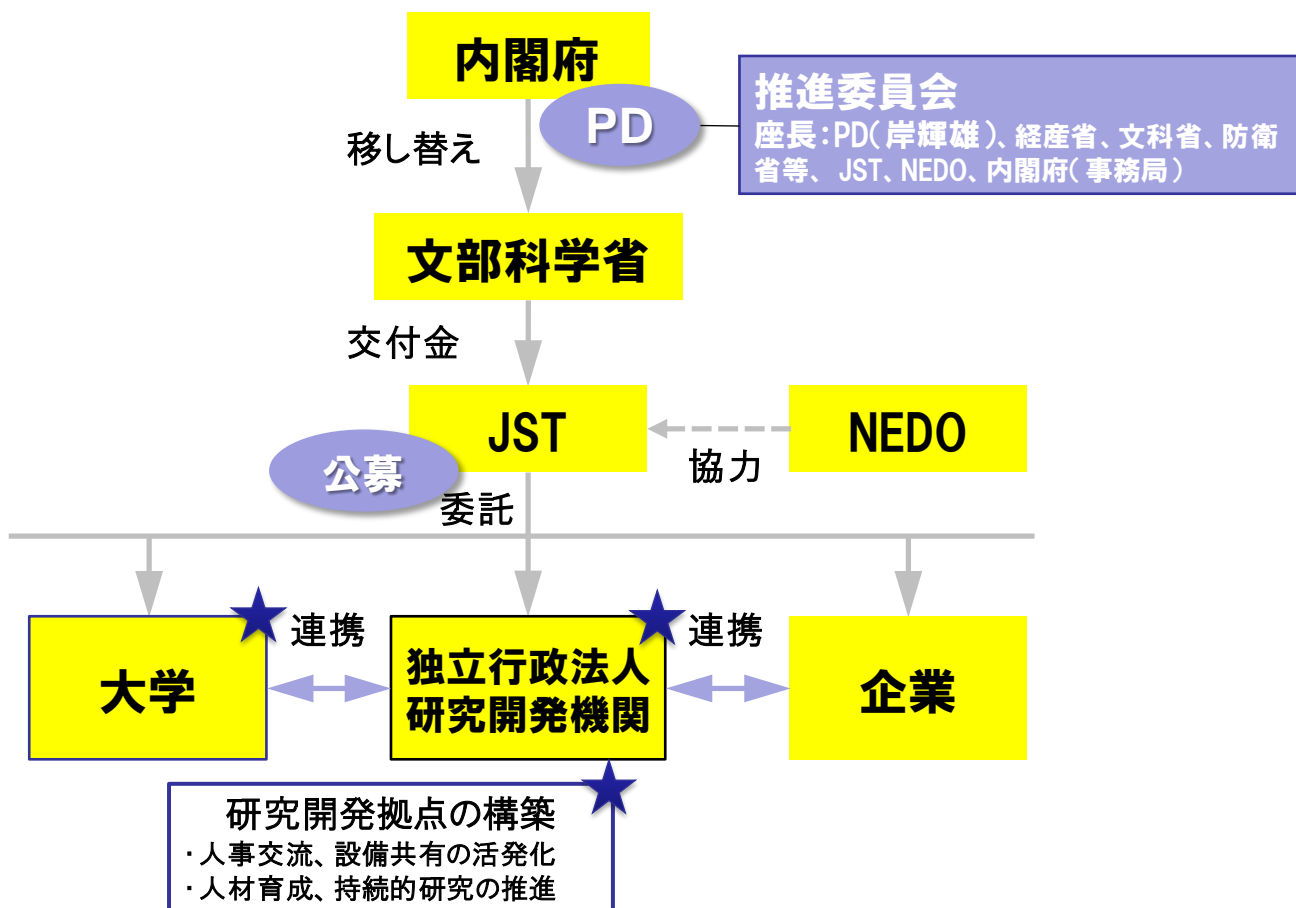 内閣府
PD
推進委員会
座長：PD（岸輝雄）、経産省、文科省、防衛
省等、 JST、NEDO、内閣府（事務局）
移し替え
文部科学省
交付金
JST
NEDO
協力
公募
委託
連携
連携
大学
独立行政法人
研究開発機関
企業
研究開発拠点の構築
・人事交流、設備共有の活発化
・人材育成、持続的研究の推進